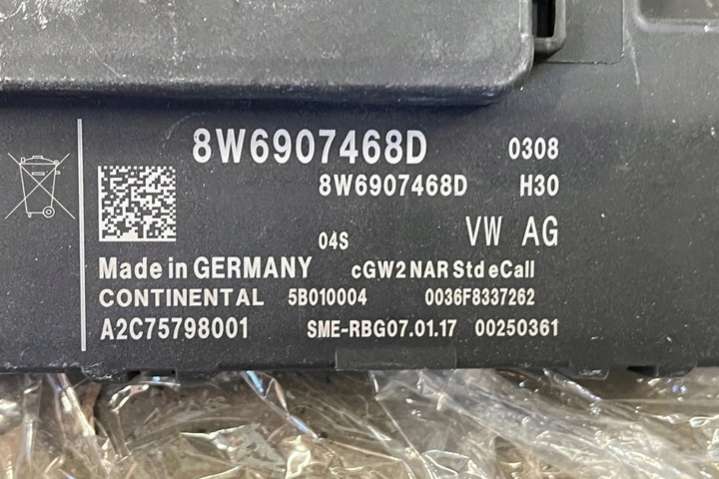 8W6907468D 0308
8W6907468D H30
04S VW AG
Made in GERMANY cGW2 NAR Std eCall
CONTINENTAL 5B010004 0036F8337262
A2C75798001 SME-RBG07.01.17 00250361